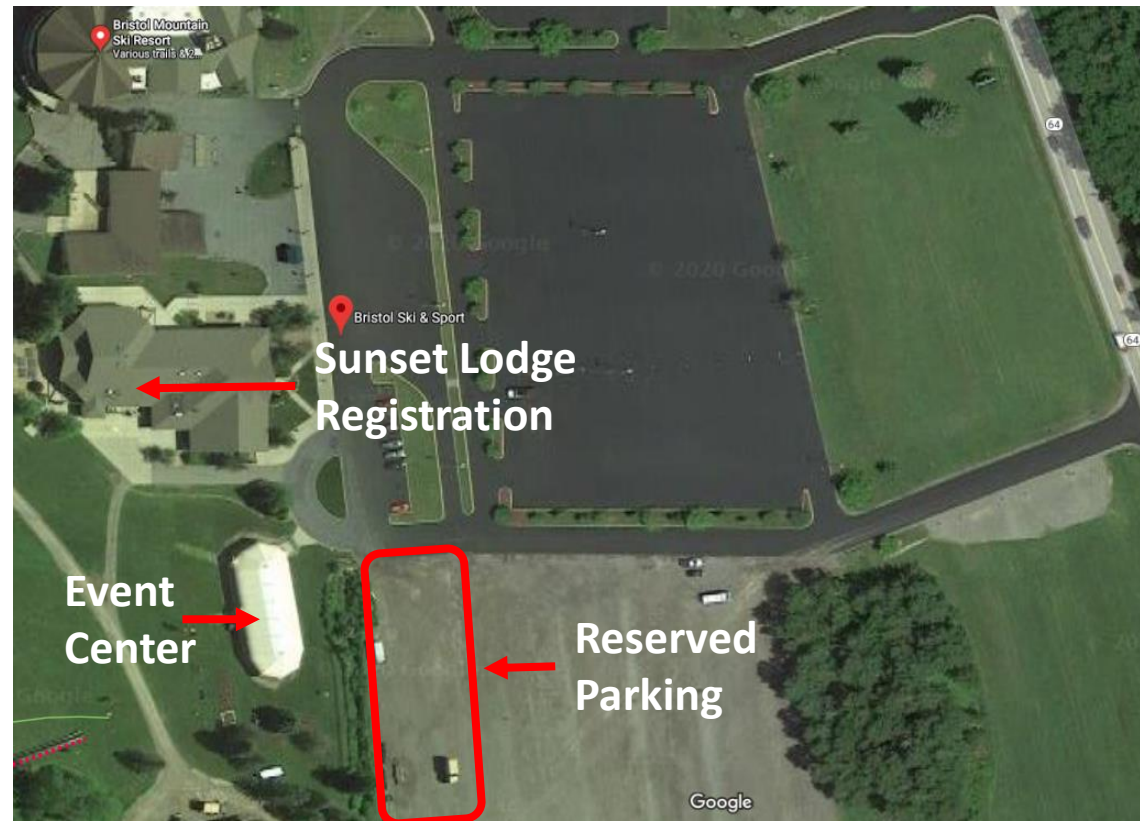 Bristol Mountain
Ski Resort
Various trails & 2...
64
© 2020 Google
© 2020 Google
Bristol Ski & Sport
64
Sunset Lodge
Registration
Event
Center
Reserved
Parking
Google
Google